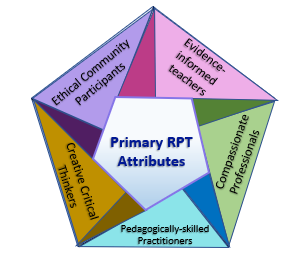 Ethical Community
Participants
Evidence-
informed
teachers
Primary RPT
Attributes
Compassionate
Professionals
Creative Critical
Thinkers
Pedagogically-skilled
Practitioners